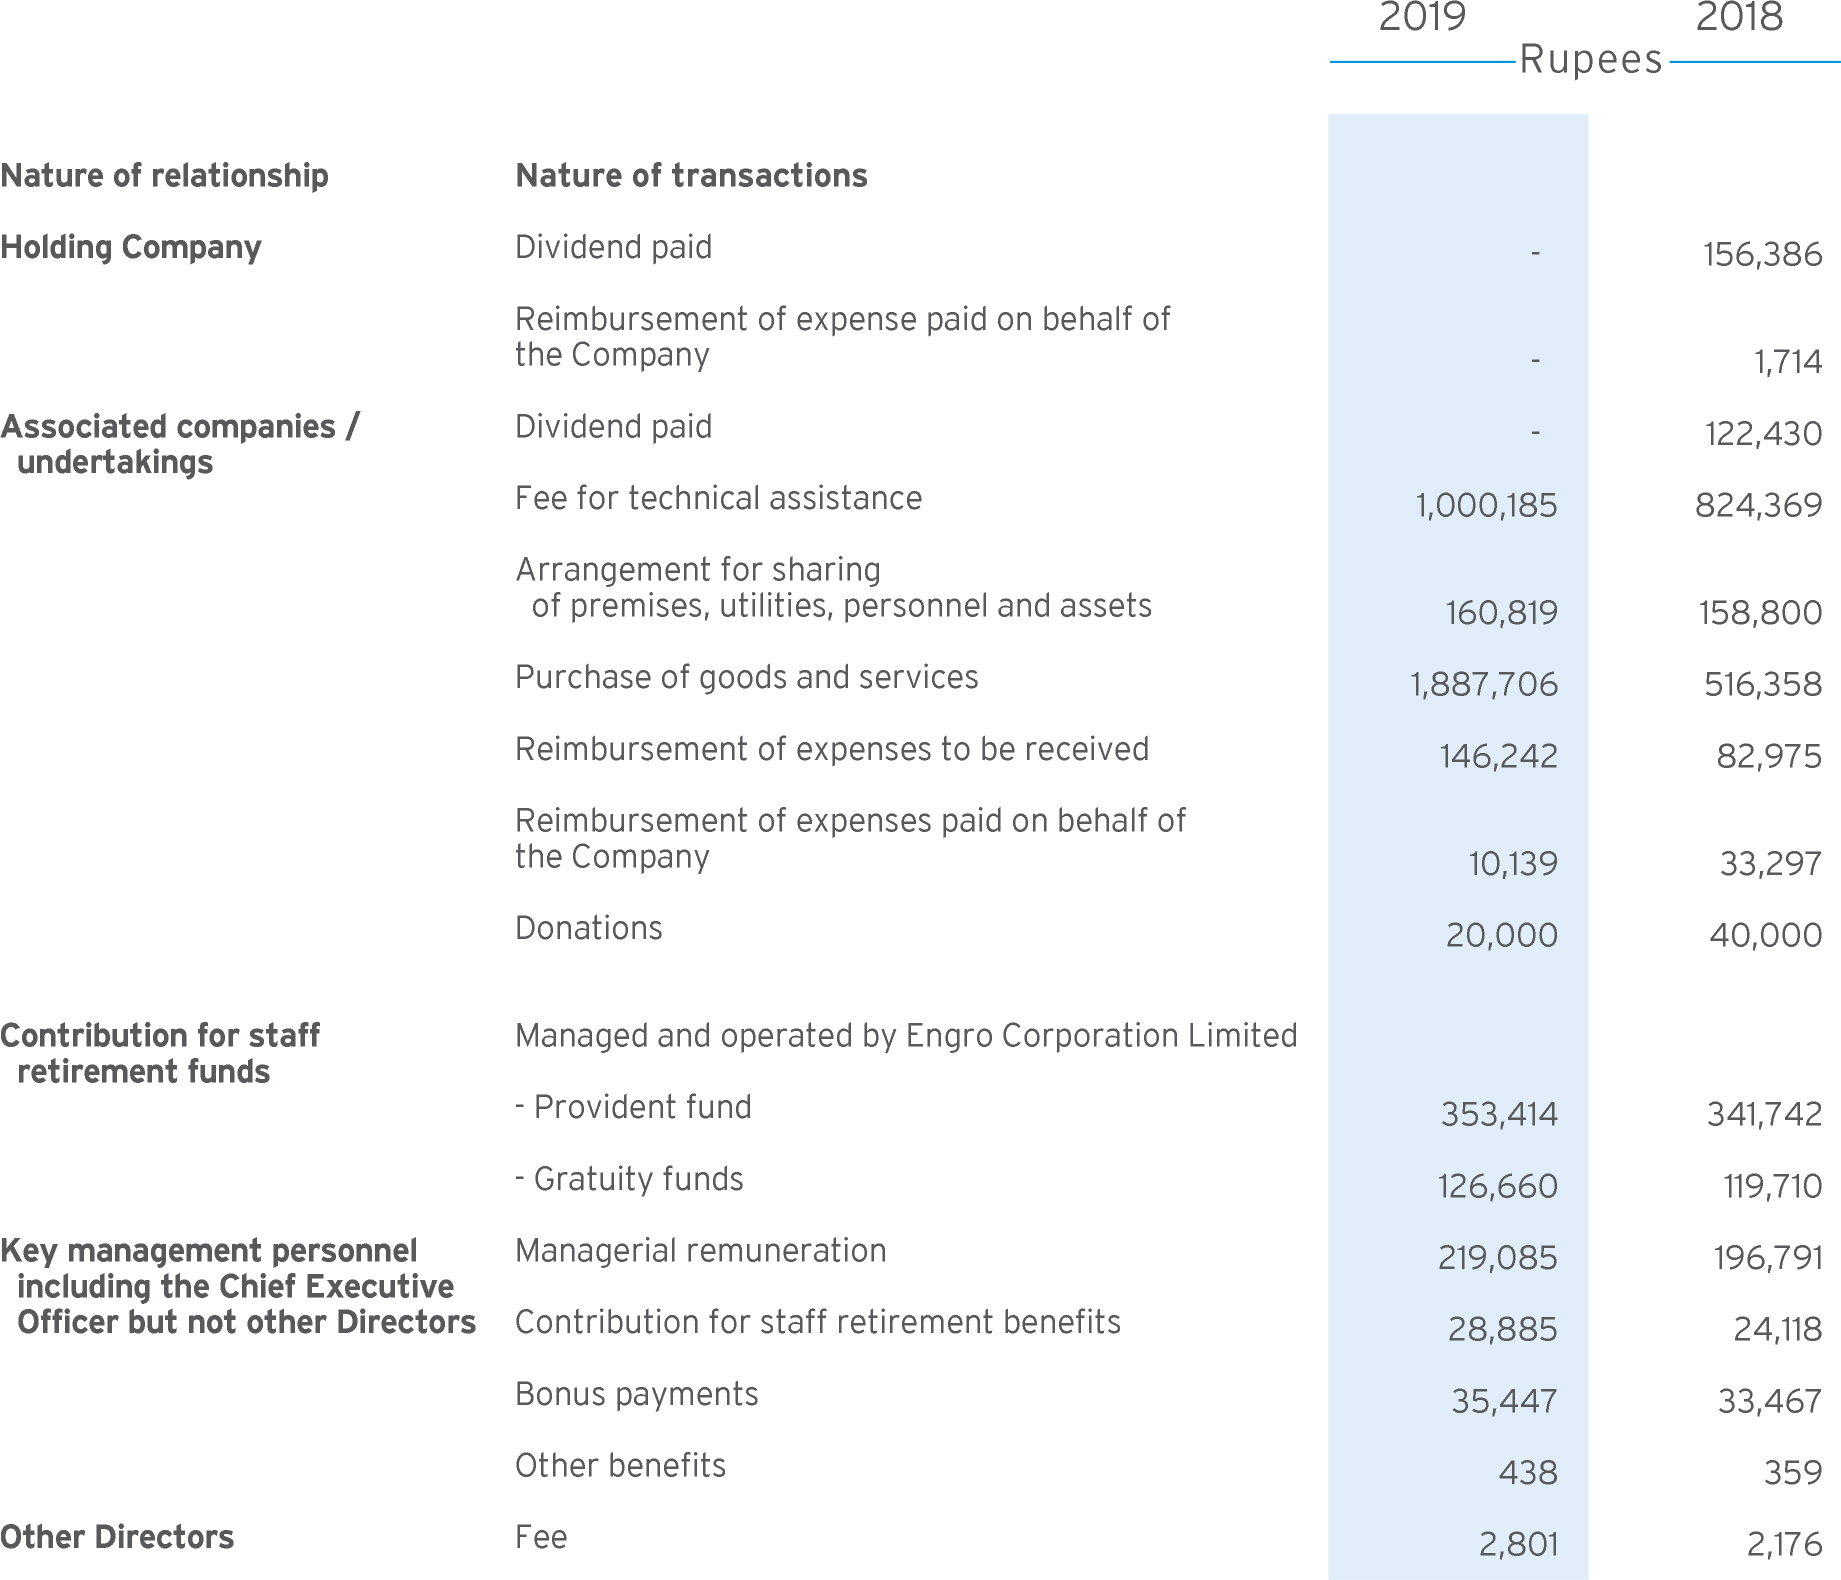 2019 2018
Rupees
Nature of relationship Nature of transactions
Holding Company Dividend paid - 156,386
Reimbursement of expense paid on behalf of
the Company - 1,714
Associated companies / Dividend paid - 122,430
undertakings
Fee for technical assistance 1,000,185 824,369
Arrangement for sharing
of premises, utilities, personnel and assets 160,819 158,800
Purchase of goods and services 1,887,706 516,358
Reimbursement of expenses to be received 146,242 82,975
Reimbursement of expenses paid on behalf of
the Company 10,139 33,297
Donations 20,000 40,000
Contribution for staff Managed and operated by Engro Corporation Limited
retirement funds
- Provident fund 353,414 341,742
- Gratuity funds 126,660 119,710
Key management personnel Managerial remuneration 219,085 196,791
including the Chief Executive
Officer but not other Directors Contribution for staff retirement benefits 28,885 24,118
Bonus payments 35,447 33,467
Other benefits 438 359
Other Directors Fee 2,801 2,176